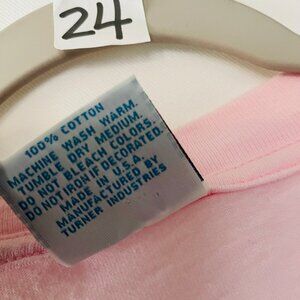 24
100% COTTON
MACHINE WASH WARM.
TUMBLE DRY MEDIUM.
DO NOT BLEACH COLORS.
DO NOT IRON IF DECORATED.
MADE IN U.S.A.
MANUFACTURED BY
TURNER INDUSTRIES